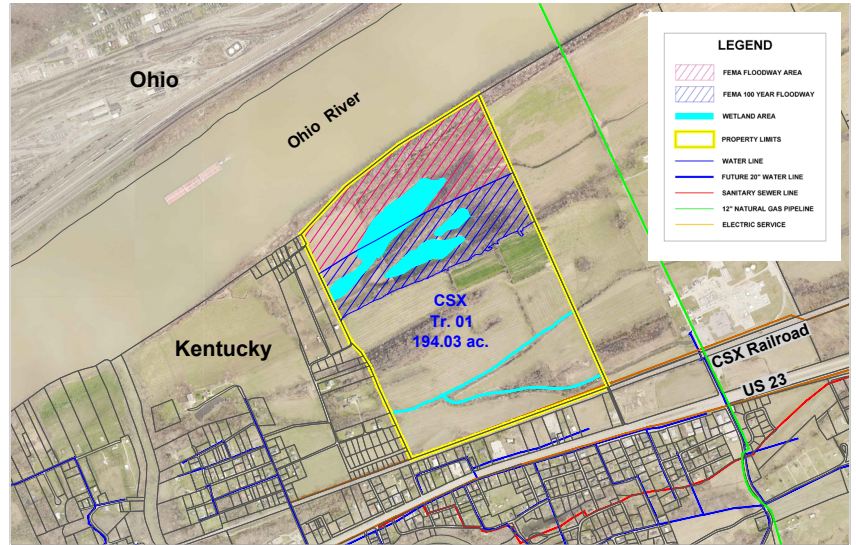 Ohio
Ohio River
Kentucky
CSX
Tr. 01
194.03 ac.
CSX Railroad
US 23
LEGEND
FEMA FLOODWAY AREA
FEMA 100 YEAR FLOODWAY
WETLAND AREA
PROPERTY LIMITS
WATER LINE
FUTURE 20" WATER LINE
SANITARY SEWER LINE
12" NATURAL GAS PIPELINE
ELECTRIC SERVICE